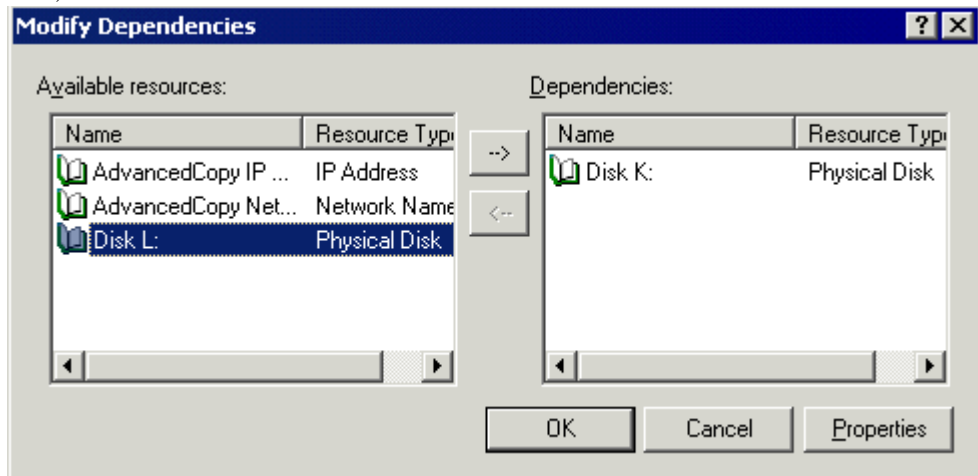 Modify Dependencies
Available resources:
Name Resource Typ
AdvancedCopy IP ... IP Address
AdvancedCopy Net... Network Name
Disk L: Physical Disk
-->
<--
Dependencies:
Name Resource Typ
Disk K: Physical Disk
OK Cancel Properties